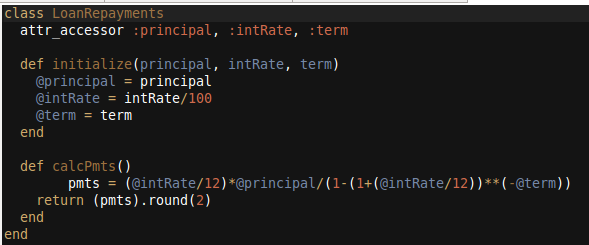 class LoanRepayments
  attr_accessor :principal, :intRate, :term
  def initialize(principal, intRate, term)
    @principal = principal
    @intRate = intRate/100
    @term = term
  end
  def calcPmts()
        pmts = (@intRate/12)*@principal/(1-(1+(@intRate/12))**(-@term))
    return (pmts).round(2)
  end
end